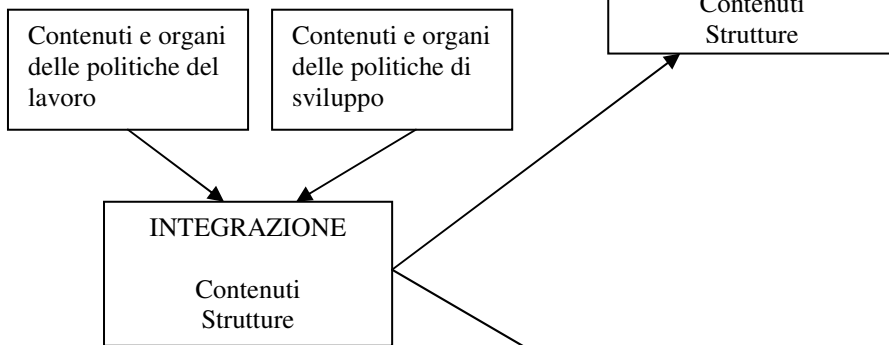 Contenuti
Strutture
Contenuti e organi
delle politiche del
lavoro
Contenuti e organi
delle politiche di
sviluppo
INTEGRAZIONE
Contenuti
Strutture